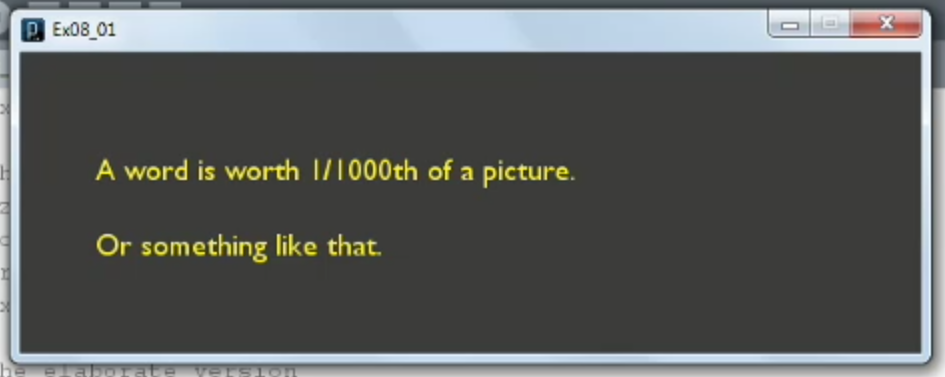 Ex08_01
A word is worth 1/1000th of a picture.
Or something like that.
he elaborate version